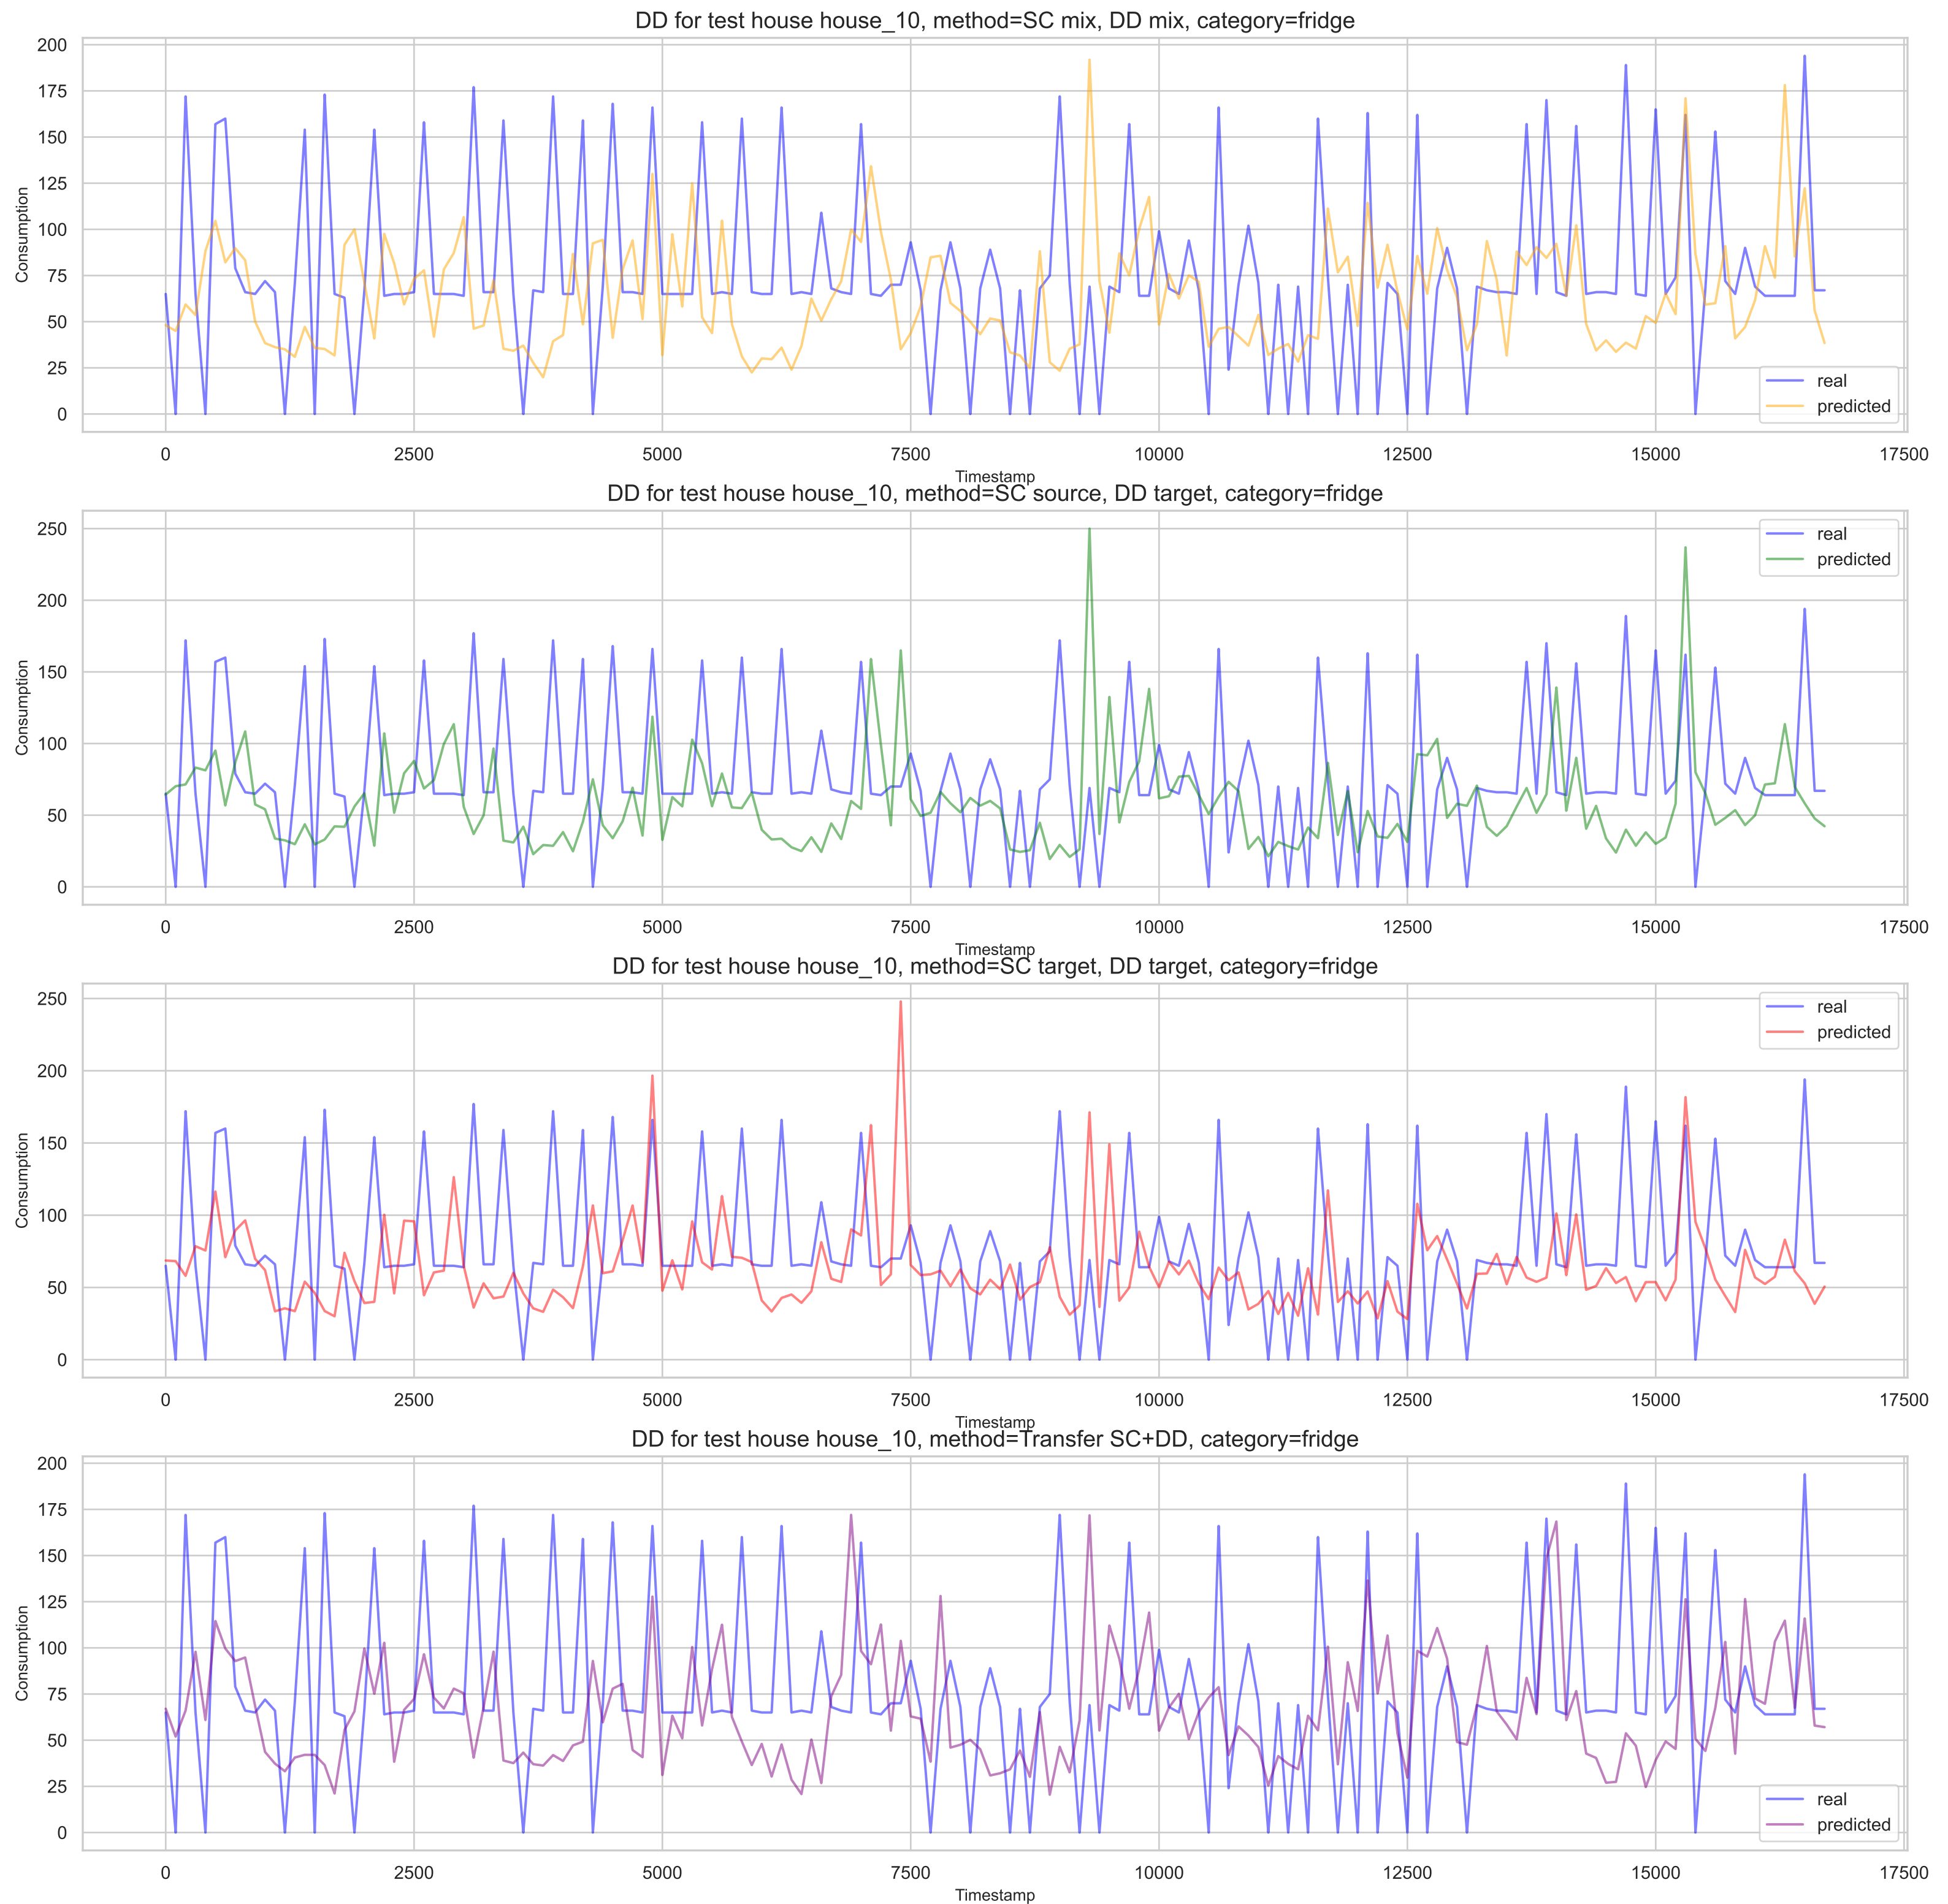 DD for test house house_10, method=SC mix, DD mix, category=fridge
200
175
150
125
100
75
50
25
0
Consumption
real
predicted
0 2500 5000 7500 10000 12500 15000 17500
Timestamp
DD for test house house_10, method=SC source, DD target, category=fridge
250
200
150
100
50
0
Consumption
real
predicted
0 2500 5000 7500 10000 12500 15000 17500
Timestamp
DD for test house house_10, method=SC target, DD target, category=fridge
250
200
150
100
50
0
Consumption
real
predicted
0 2500 5000 7500 10000 12500 15000 17500
Timestamp
DD for test house house_10, method=Transfer SC+DD, category=fridge
200
175
150
125
100
75
50
25
0
Consumption
real
predicted
0 2500 5000 7500 10000 12500 15000 17500
Timestamp